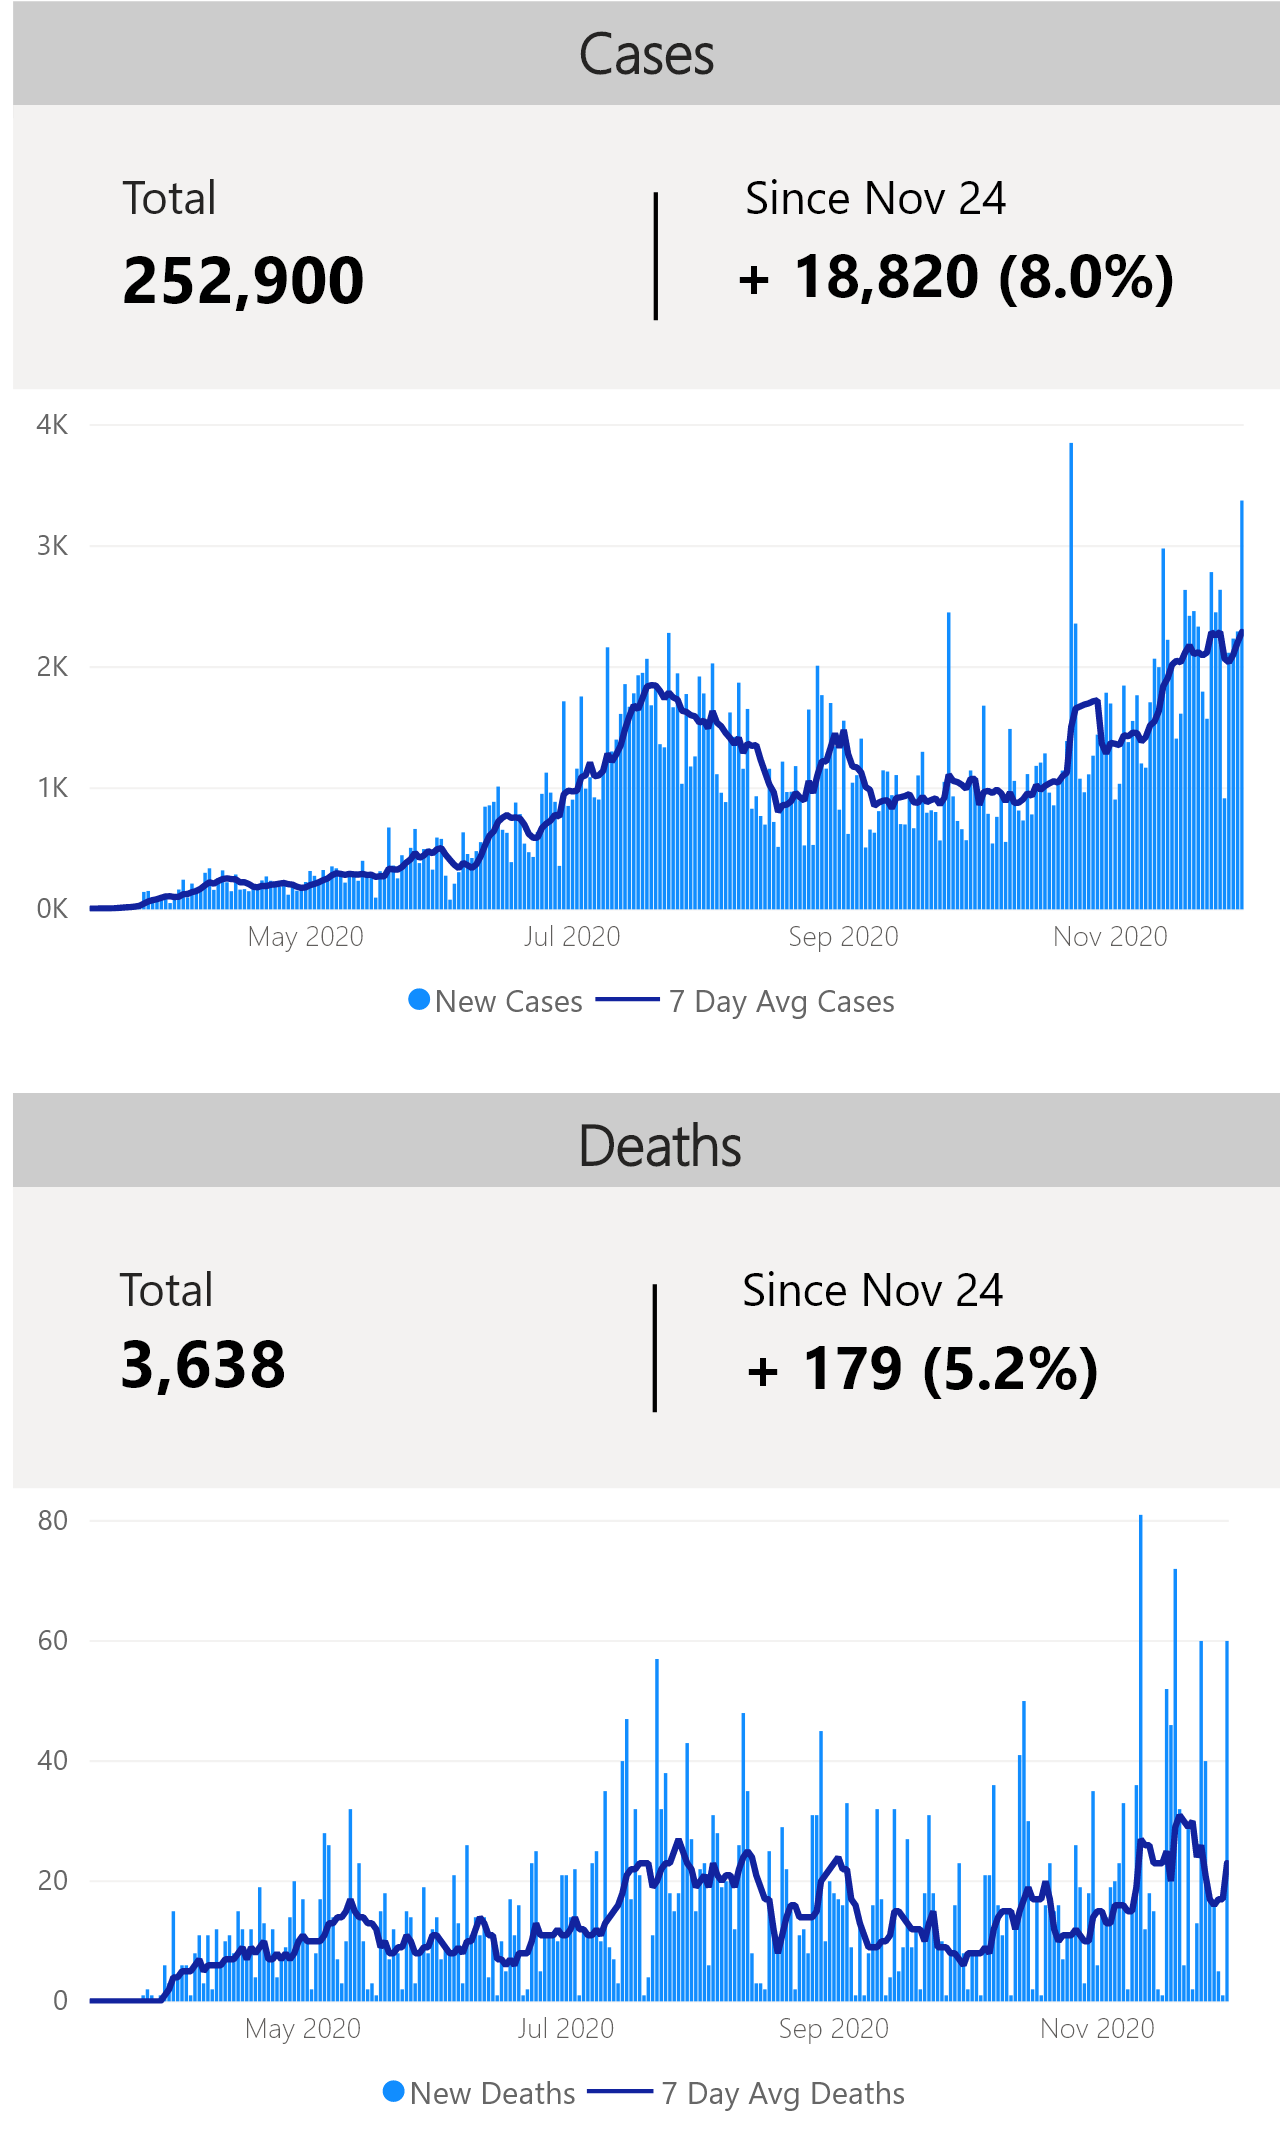 Cases
Total
Since Nov 24
252,900
+ 18,820 (8.0%)
4K
3K
2K
1K
0K
May 2020
Jul 2020
Sep 2020
Nov 2020
New Cases
7 Day Avg Cases
Deaths
Total
Since Nov 24
3,638
+ 179 (5.2%)
80
60
40
20
0
May 2020
Jul 2020
Sep 2020
Nov 2020
New Deaths
7 Day Avg Deaths